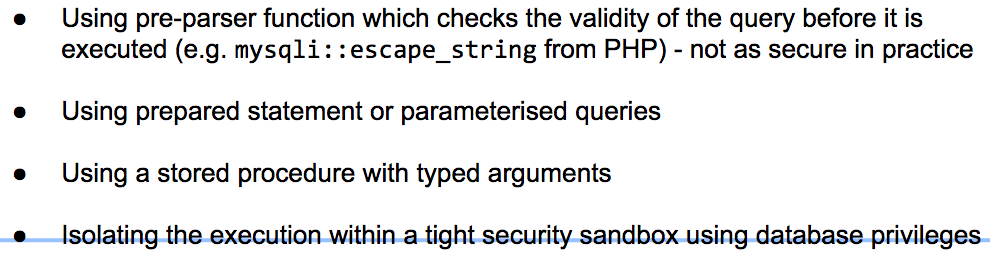 ● Using pre-parser function which checks the validity of the query before it is
executed (e.g. mysqli::escape_string from PHP) - not as secure in practice
● Using prepared statement or parameterised queries
● Using a stored procedure with typed arguments
● Isolating the execution within a tight security sandbox using database privileges